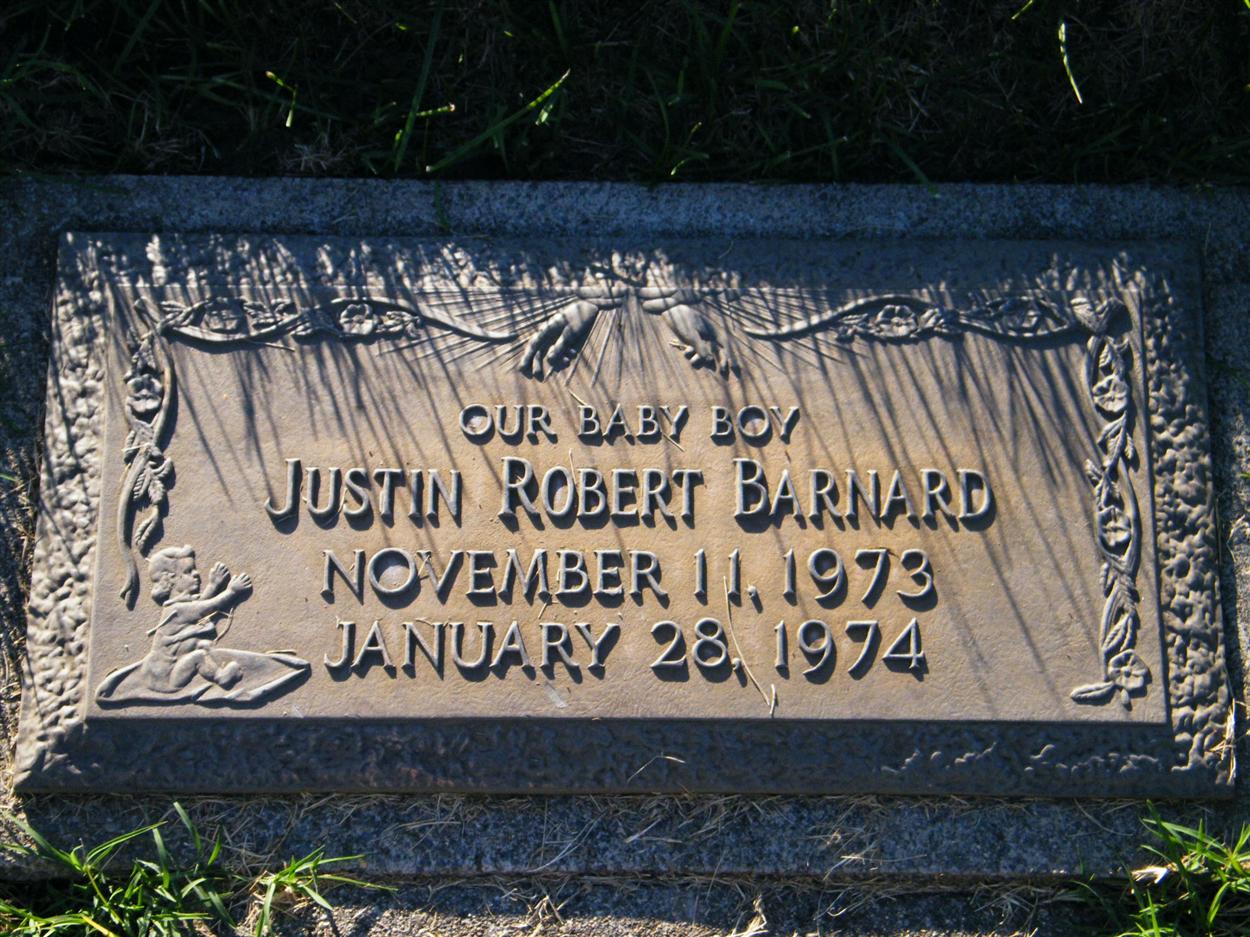 OUR BABY BOY
JUSTIN ROBERT BARNARD
NOVEMBER 11, 1973
JANUARY 28, 1974